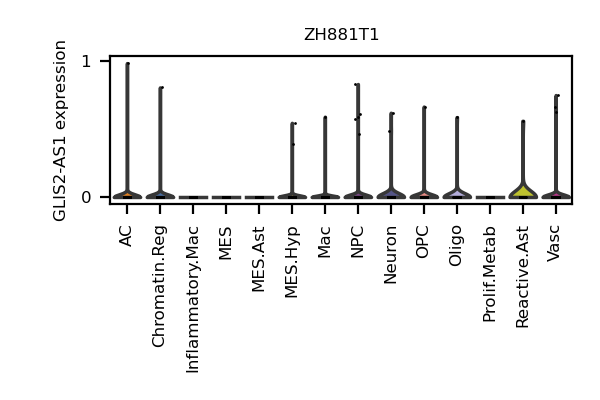 ZH881T1
GLIS2-AS1 expression
1
0
AC
Chromatin.Reg
Inflammatory.Mac
MES
MES.Ast
MES.Hyp
Mac
NPC
Neuron
OPC
Oligo
Prolif.Metab
Reactive.Ast
Vasc